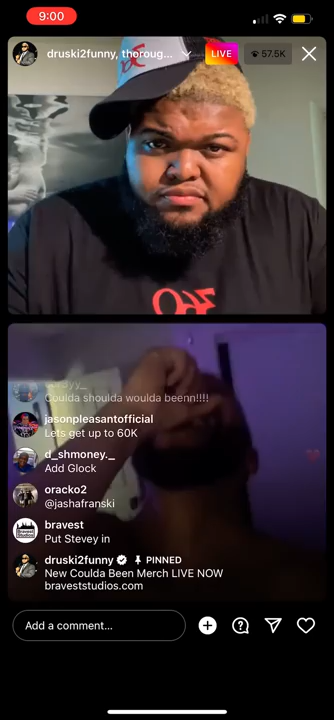 9:00
druski2funny, thoroug...
LIVE
57.5K
Coulda shoulda woulda beenn!!!!
jasonpleasantofficial
Lets get up to 60K
d_shmoney._
Add Glock
oracko2
@jashafranski
bravest
Put Stevey in
druski2funny PINNED
New Coulda Been Merch LIVE NOW
braveststudios.com
Add a comment...